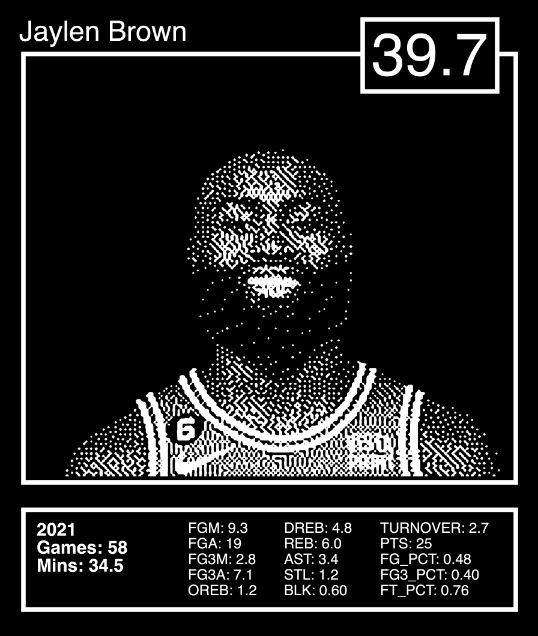 Jaylen Brown
39.7
6
2021
Games: 58
Mins: 34.5
FGM: 9.3
FGA: 19
FG3M: 2.8
FG3A: 7.1
OREB: 1.2
DREB: 4.8
REB: 6.0
AST: 3.4
STL: 1.2
BLK: 0.60
TURNOVER: 2.7
PTS: 25
FG_PCT: 0.48
FG3_PCT: 0.40
FT_PCT: 0.76